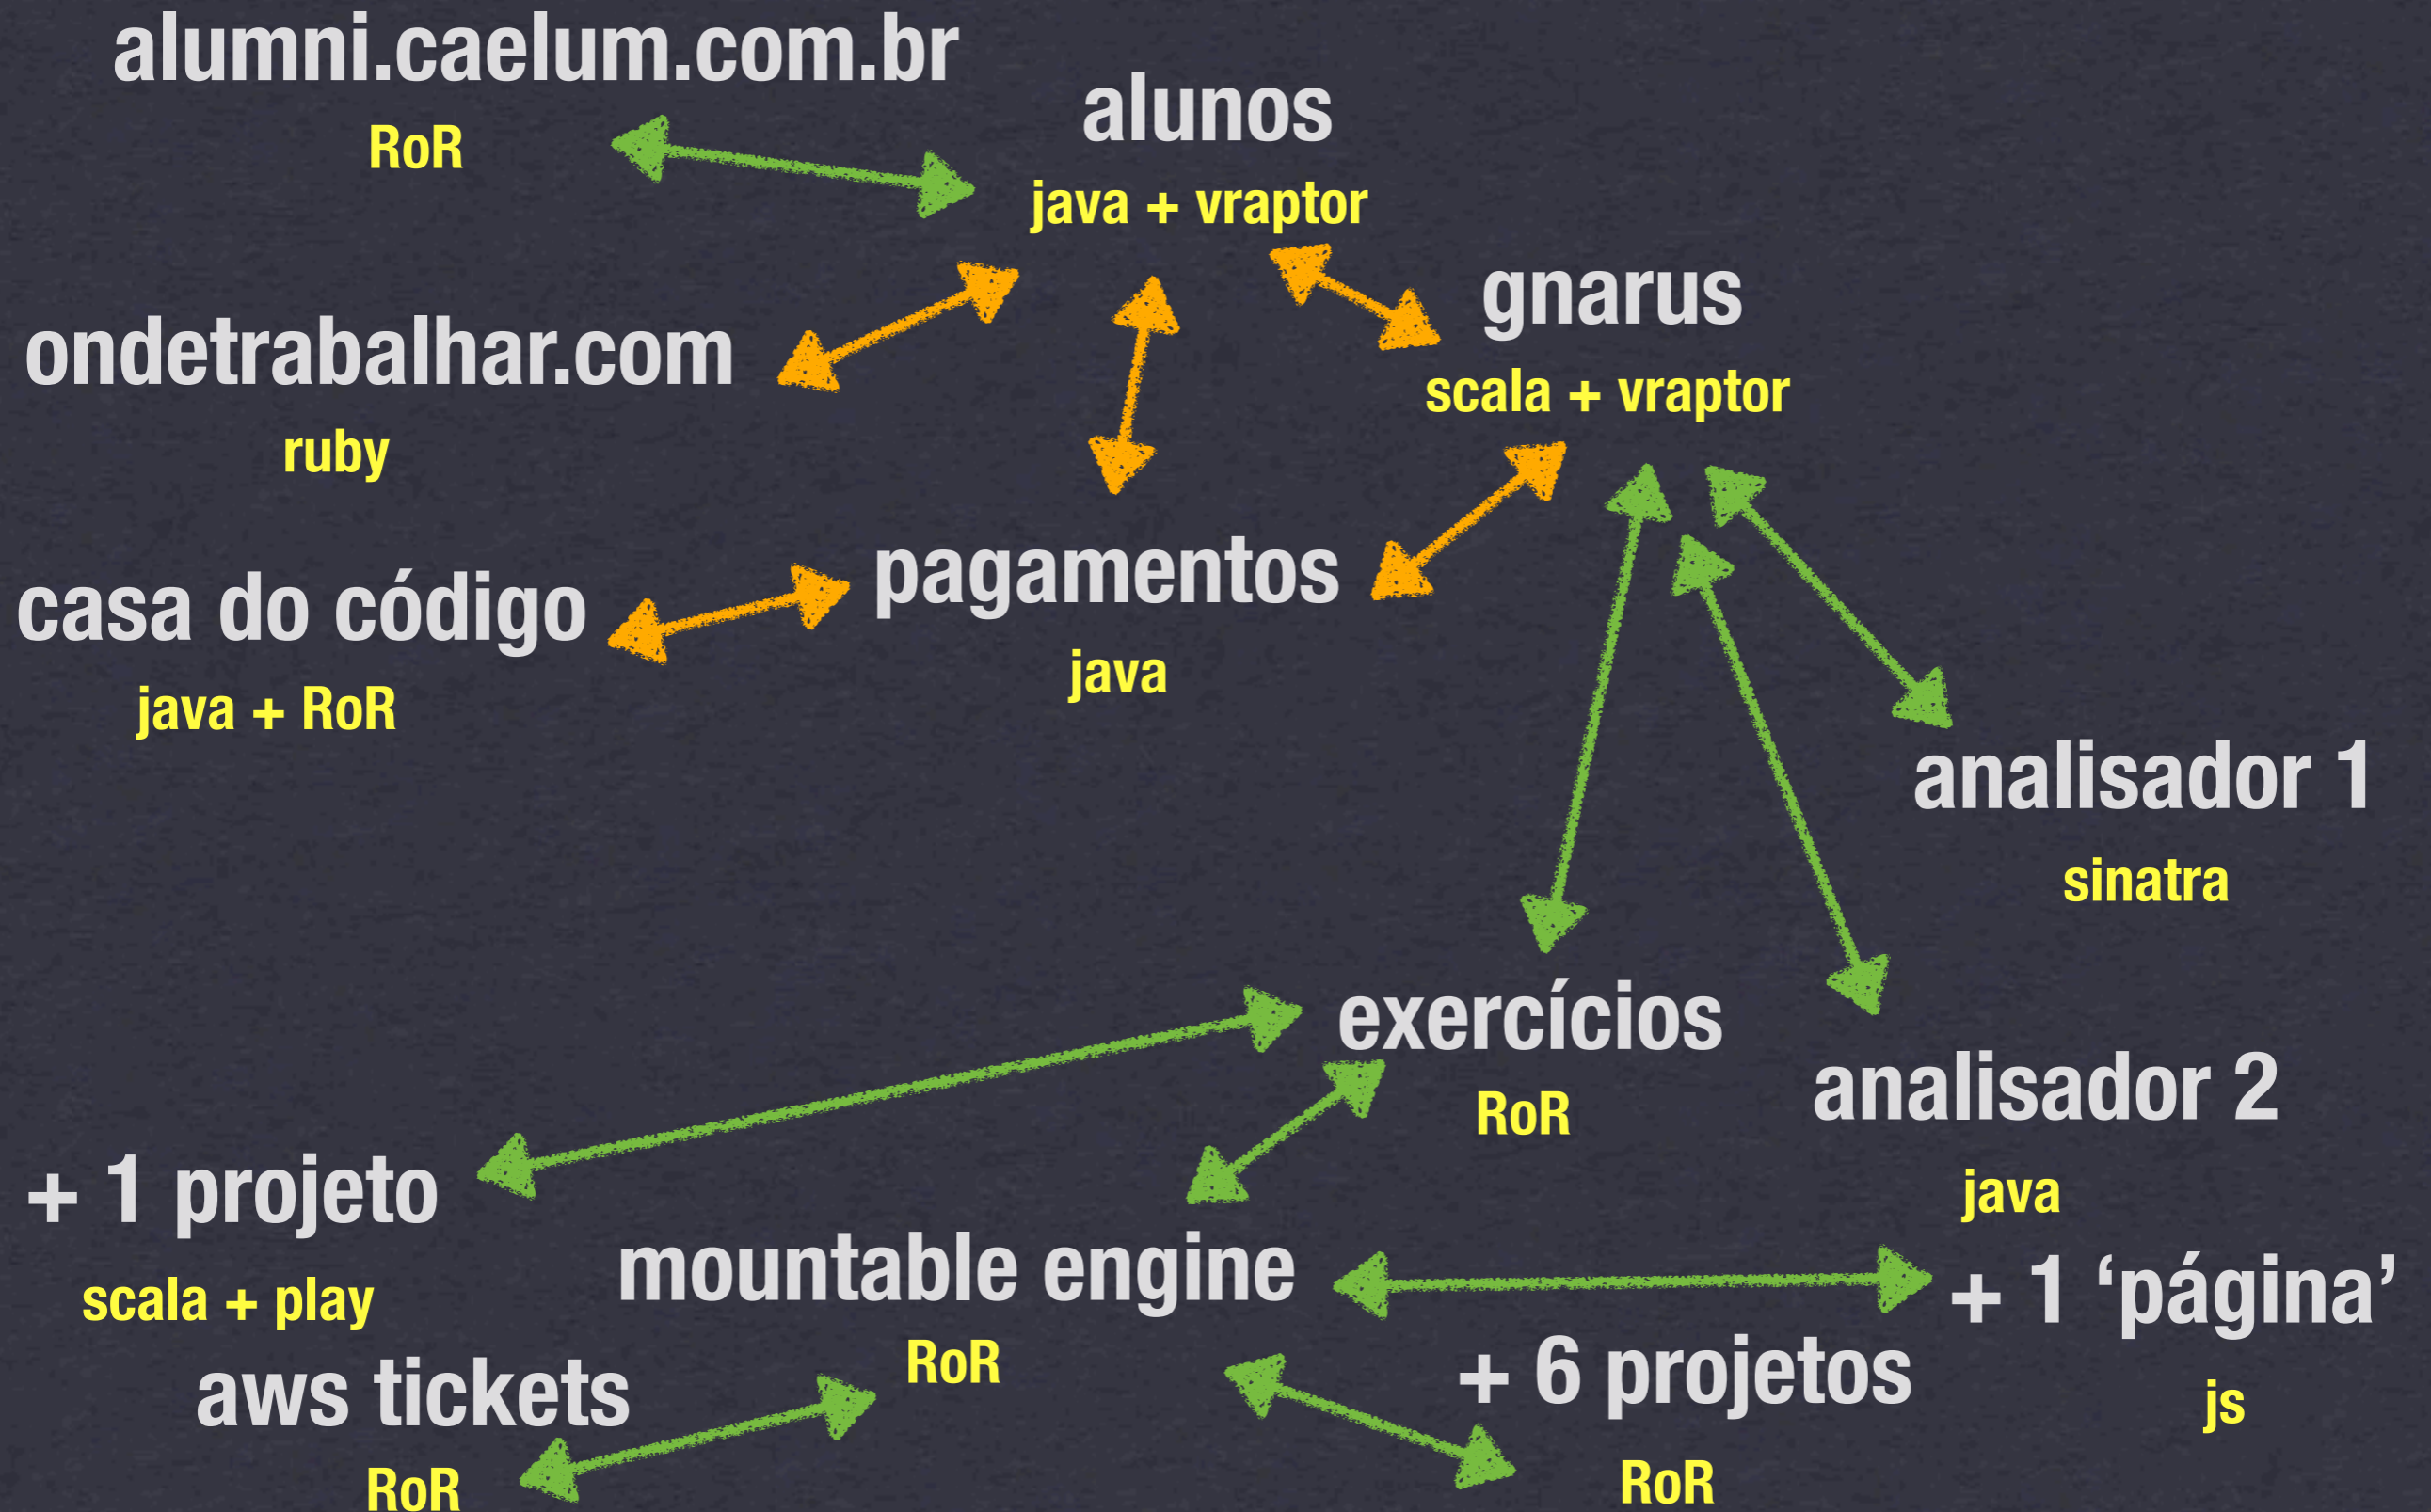 alumni.caelum.com.br
RoR
alunos
java + vraptor
gnarus
scala + vraptor
ondetrabalhar.com
ruby
pagamentos
java
casa do código
java + RoR
analisador 1
sinatra
exercícios
RoR
analisador 2
java
+ 1 projeto
scala + play
mountable engine
RoR
+ 1 ‘página’
js
+ 6 projetos
RoR
aws tickets
RoR